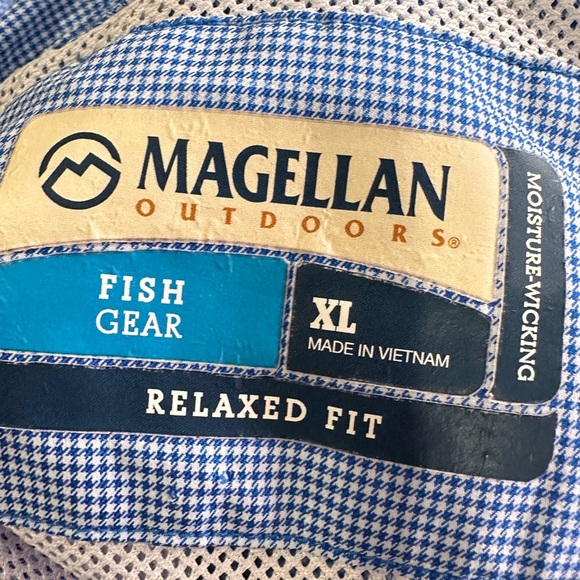 MAGELLAN
OUTDOORS®
FISH
GEAR
XL
MADE IN VIETNAM
MOISTURE-WICKING
RELAXED FIT